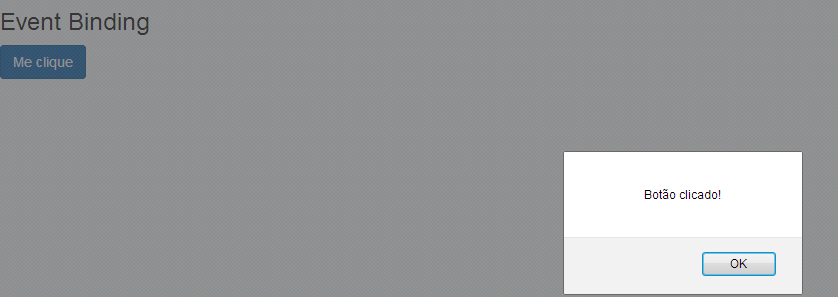 Event Binding
Me clique
Botão clicado!
OK